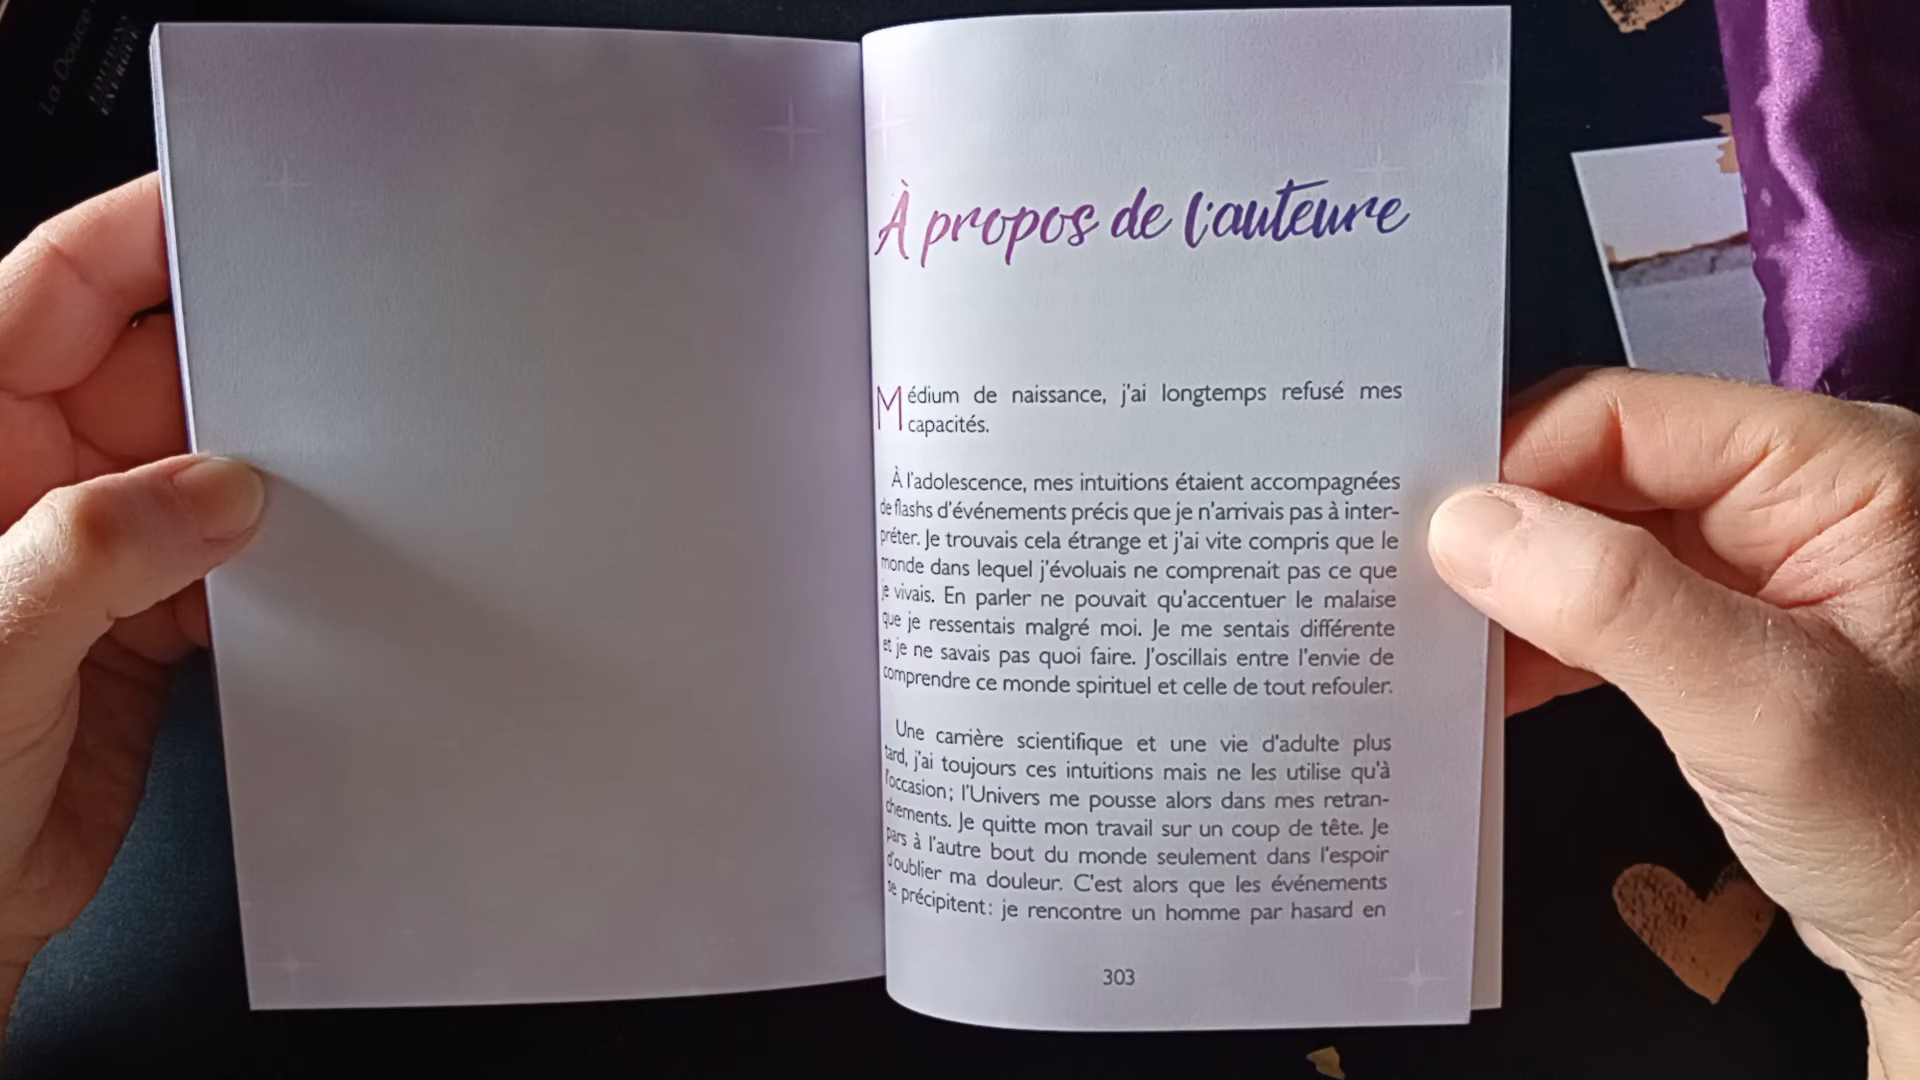 La Douce
EDITIONS
EXERGUE
À propos de l'auteure
Médium de naissance, j'ai longtemps refusé mes
capacités.
À l'adolescence, mes intuitions étaient accompagnées
de flashs d'événements précis que je n'arrivais pas à inter-
préter. Je trouvais cela étrange et j'ai vite compris que le
monde dans lequel j'évoluais ne comprenait pas ce que
je vivais. En parler ne pouvait qu'accentuer le malaise
que je ressentais malgré moi. Je me sentais différente
et je ne savais pas quoi faire. J'oscillais entre l'envie de
comprendre ce monde spirituel et celle de tout refouler.
Une carrière scientifique et une vie d'adulte plus
tard, j'ai toujours ces intuitions mais ne les utilise qu'à
l'occasion ; l'Univers me pousse alors dans mes retran-
chements. Je quitte mon travail sur un coup de tête. Je
pars à l'autre bout du monde seulement dans l'espoir
d'oublier ma douleur. C'est alors que les événements
se précipitent : je rencontre un homme par hasard en
303